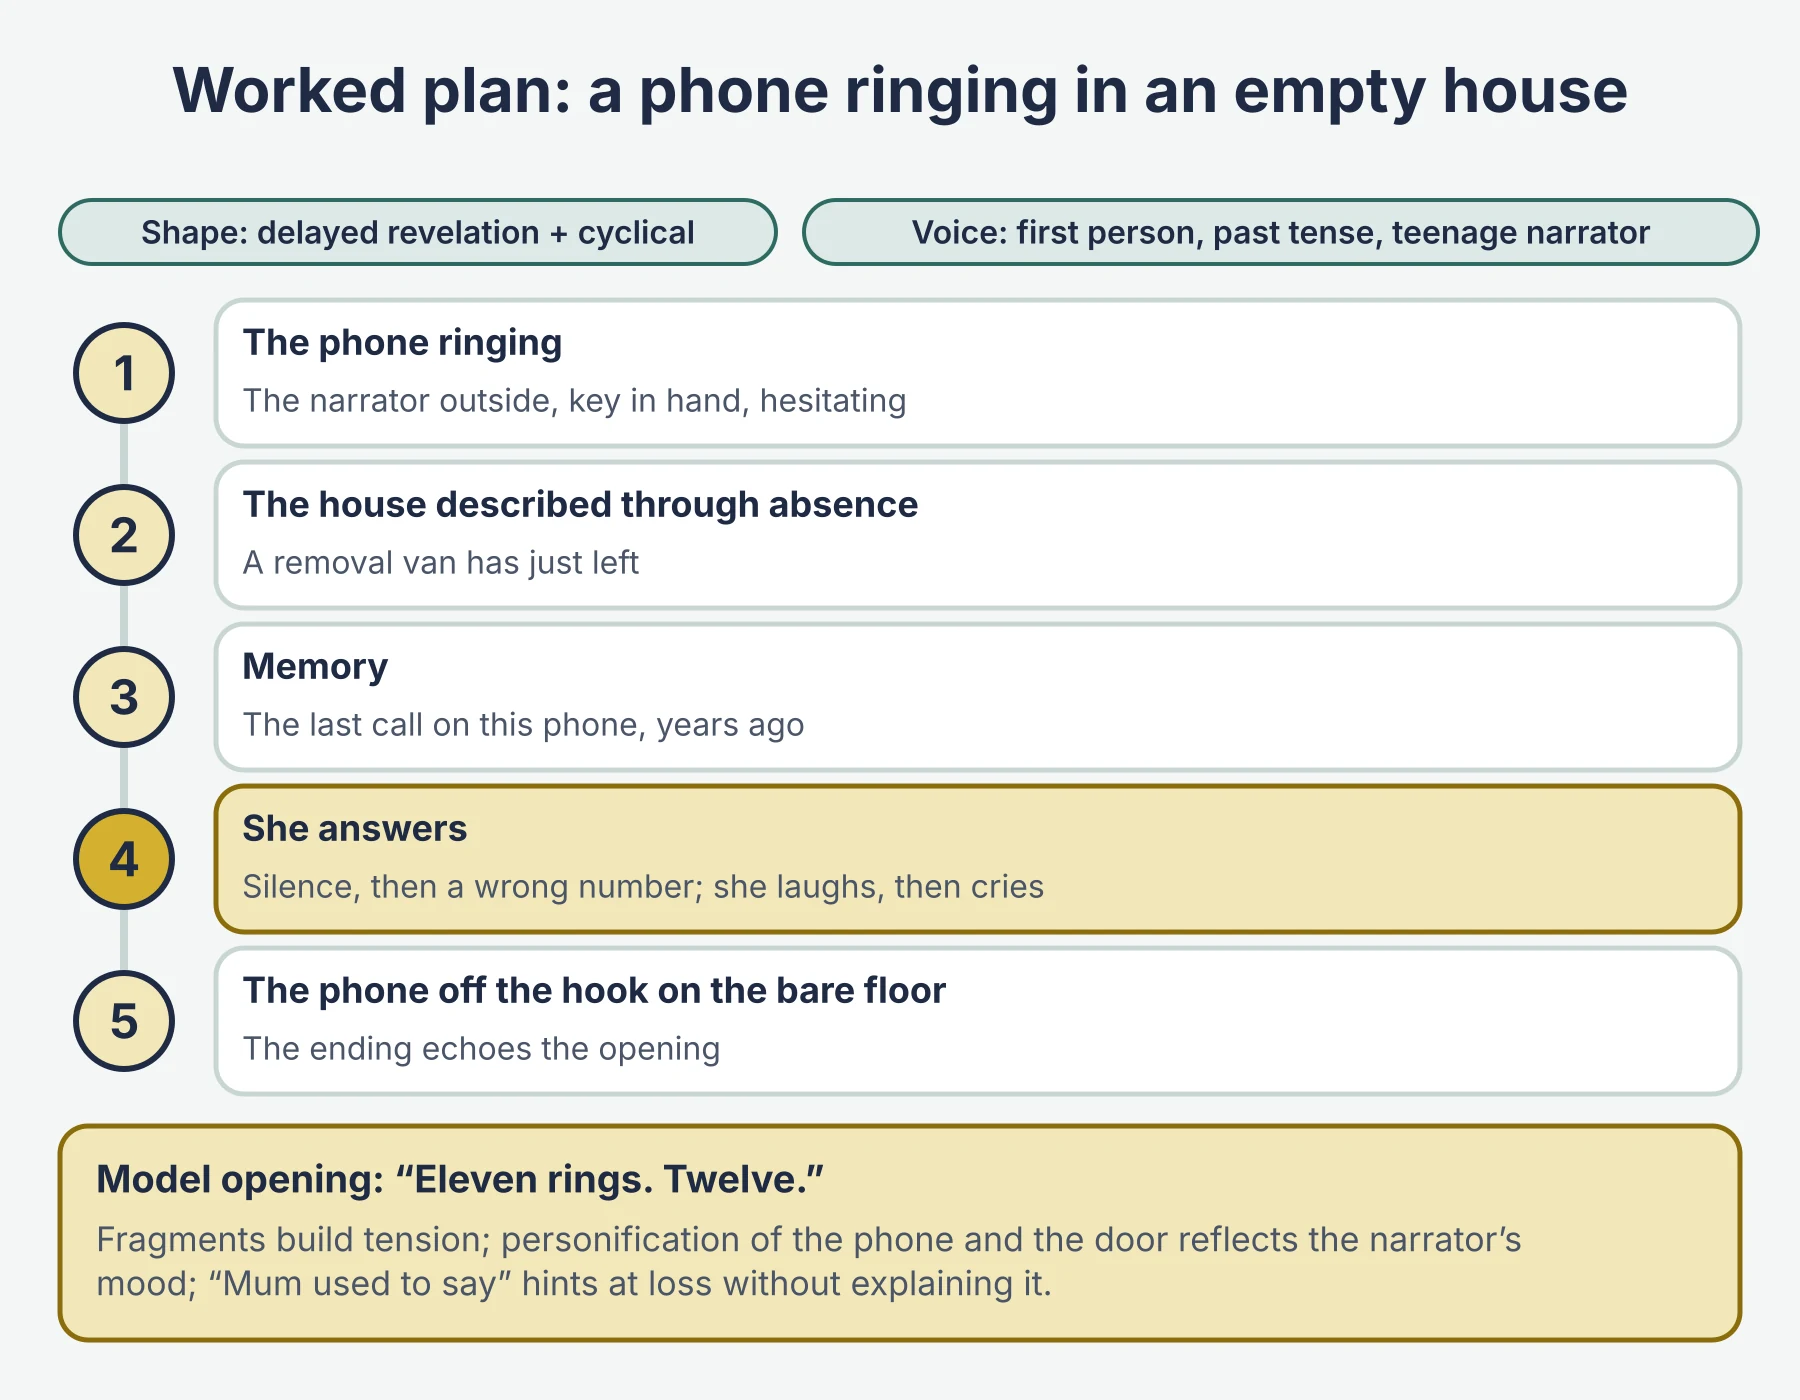 Worked plan: a phone ringing in an empty house
Shape: delayed revelation + cyclical
Voice: first person, past tense, teenage narrator
1
The phone ringing
The narrator outside, key in hand, hesitating
2
The house described through absence
A removal van has just left
3
Memory
The last call on this phone, years ago
4
She answers
Silence, then a wrong number; she laughs, then cries
5
The phone off the hook on the bare floor
The ending echoes the opening
Model opening: “Eleven rings. Twelve.”
Fragments build tension; personification of the phone and the door reflects the narrator’s
mood; “Mum used to say” hints at loss without explaining it.